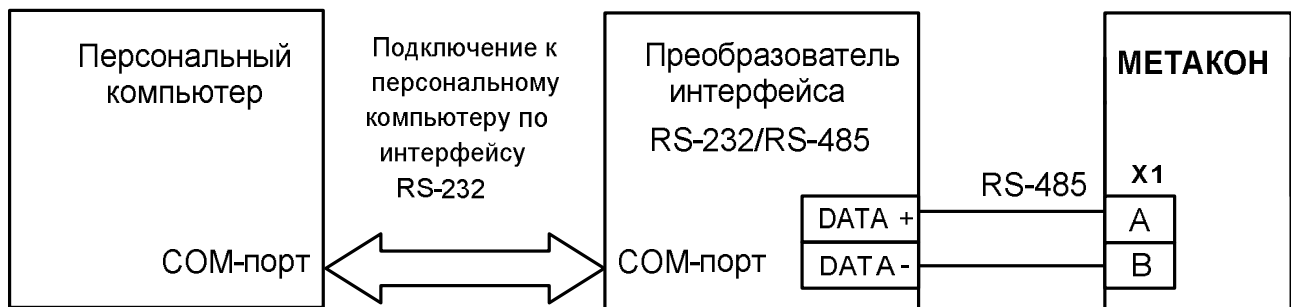 Персональный
компьютер
COM-порт
Подключение к
персональному
компьютеру по
интерфейсу
RS-232
Преобразователь
интерфейса
RS-232/RS-485
COM-порт
DATA +
DATA -
RS-485
МЕТАКОН
X1
A
B